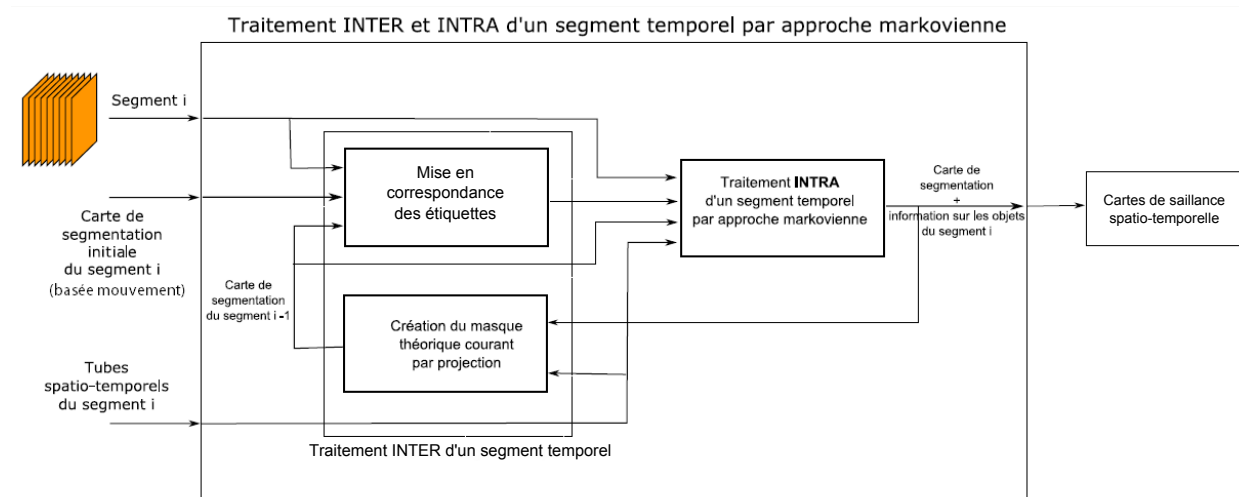 Traitement INTER et INTRA d'un segment temporel par approche markovienne
Segment i
Carte de
segmentation
initiale
du segment i
(basée mouvement)
Tubes
spatio-temporels
du segment i
Mise en
correspondance
des étiquettes
Carte de
segmentation
du segment i -1
Création du masque
théorique courant
par projection
Traitement INTER d'un segment temporel
Traitement INTRA
d'un segment temporel
par approche markovienne
Carte de
segmentation
+
information sur les objets
du segment i
Cartes de saillance
spatio-temporelle